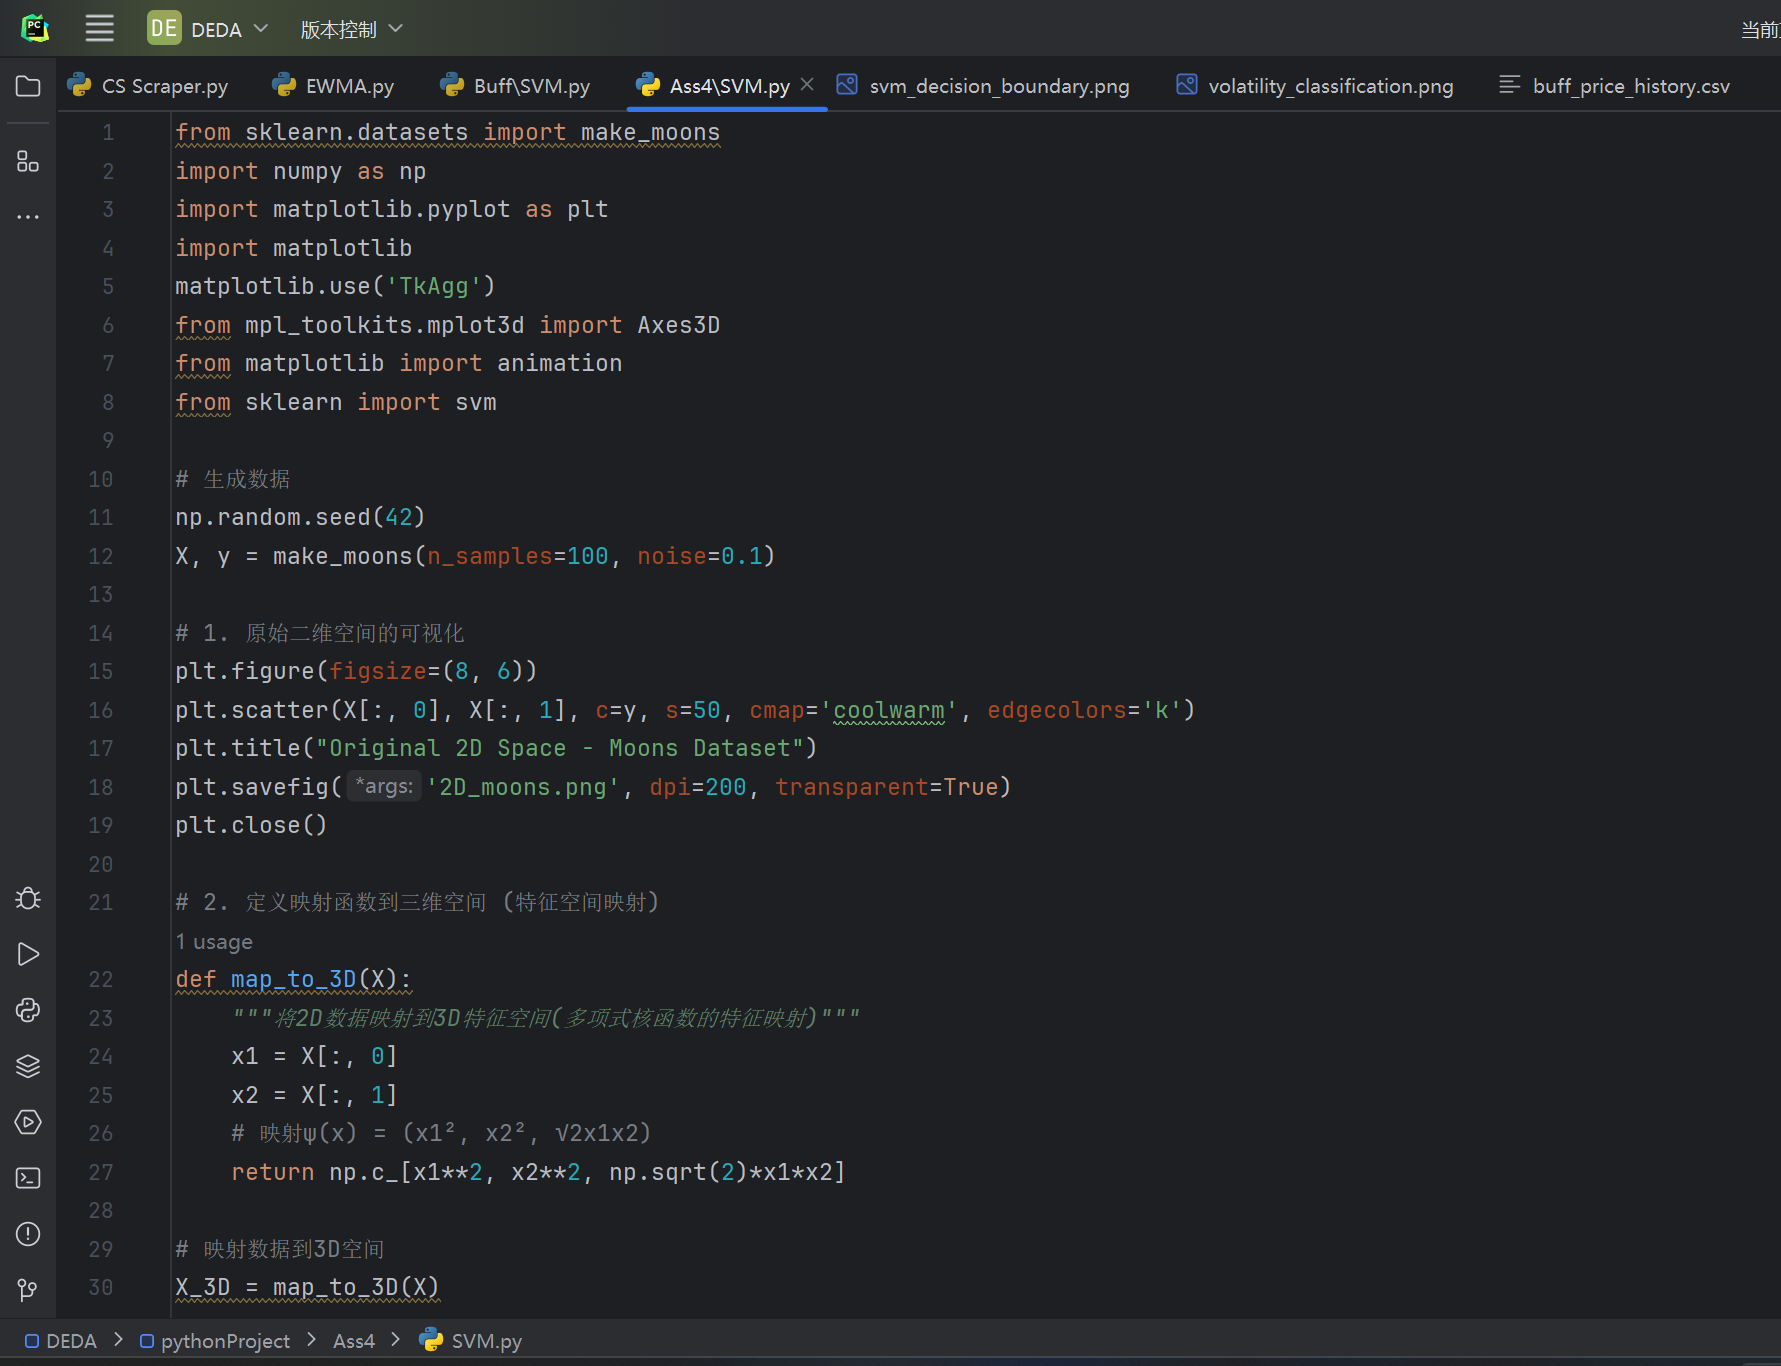 PC DE DEDA 版本控制 当前
CS Scraper.py EWMA.py Buff\SVM.py Ass4\SVM.py svm_decision_boundary.png volatility_classification.png buff_price_history.csv
1 from sklearn.datasets import make_moons
2 import numpy as np
3 import matplotlib.pyplot as plt
4 import matplotlib
5 matplotlib.use('TkAgg')
6 from mpl_toolkits.mplot3d import Axes3D
7 from matplotlib import animation
8 from sklearn import svm
9
10 # 生成数据
11 np.random.seed(42)
12 X, y = make_moons(n_samples=100, noise=0.1)
13
14 # 1. 原始二维空间的可视化
15 plt.figure(figsize=(8, 6))
16 plt.scatter(X[:, 0], X[:, 1], c=y, s=50, cmap='coolwarm', edgecolors='k')
17 plt.title("Original 2D Space - Moons Dataset")
18 plt.savefig( *args: '2D_moons.png', dpi=200, transparent=True)
19 plt.close()
20
21 # 2. 定义映射函数到三维空间 (特征空间映射)
1 usage
22 def map_to_3D(X):
23 """将2D数据映射到3D特征空间(多项式核函数的特征映射)"""
24 x1 = X[:, 0]
25 x2 = X[:, 1]
26 # 映射ψ(x) = (x1², x2², √2x1x2)
27 return np.c_[x1**2, x2**2, np.sqrt(2)*x1*x2]
28
29 # 映射数据到3D空间
30 X_3D = map_to_3D(X)
DEDA > pythonProject > Ass4 > SVM.py